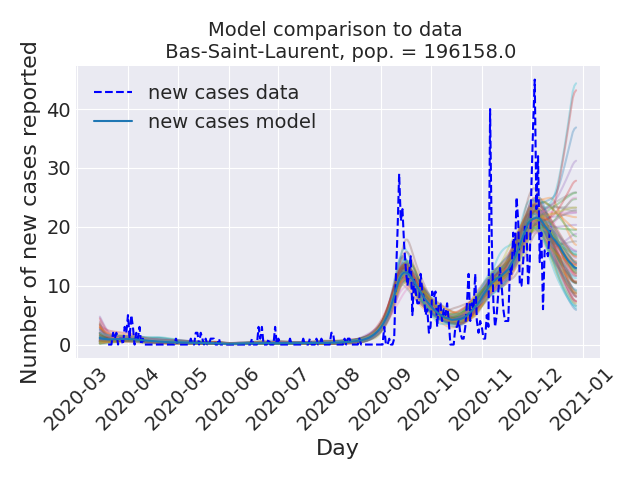 Model comparison to data
Bas-Saint-Laurent, pop. = 196158.0
Number of new cases reported
40
30
20
10
0
new cases data
new cases model
2020-03
2020-04
2020-05
2020-06
2020-07
2020-08
2020-09
2020-10
2020-11
2020-12
2021-01
Day